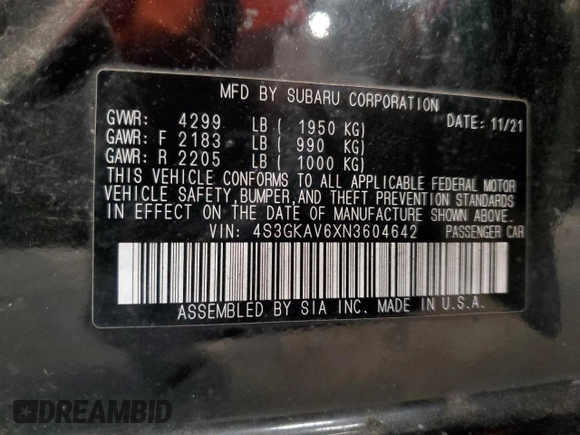 MFD BY SUBARU CORPORATION
GVWR: 4299 LB ( 1950 KG) DATE: 11/21
GAWR: F 2183 LB ( 990 KG)
GAWR: R 2205 LB ( 1000 KG)
THIS VEHICLE CONFORMS TO ALL APPLICABLE FEDERAL MOTOR
VEHICLE SAFETY, BUMPER, AND THEFT PREVENTION STANDARDS
IN EFFECT ON THE DATE OF MANUFACTURE SHOWN ABOVE.
VIN: 4S3GKAV6XN3604642 PASSENGER CAR
ASSEMBLED BY SIA INC. MADE IN U.S.A.
DREAMBID